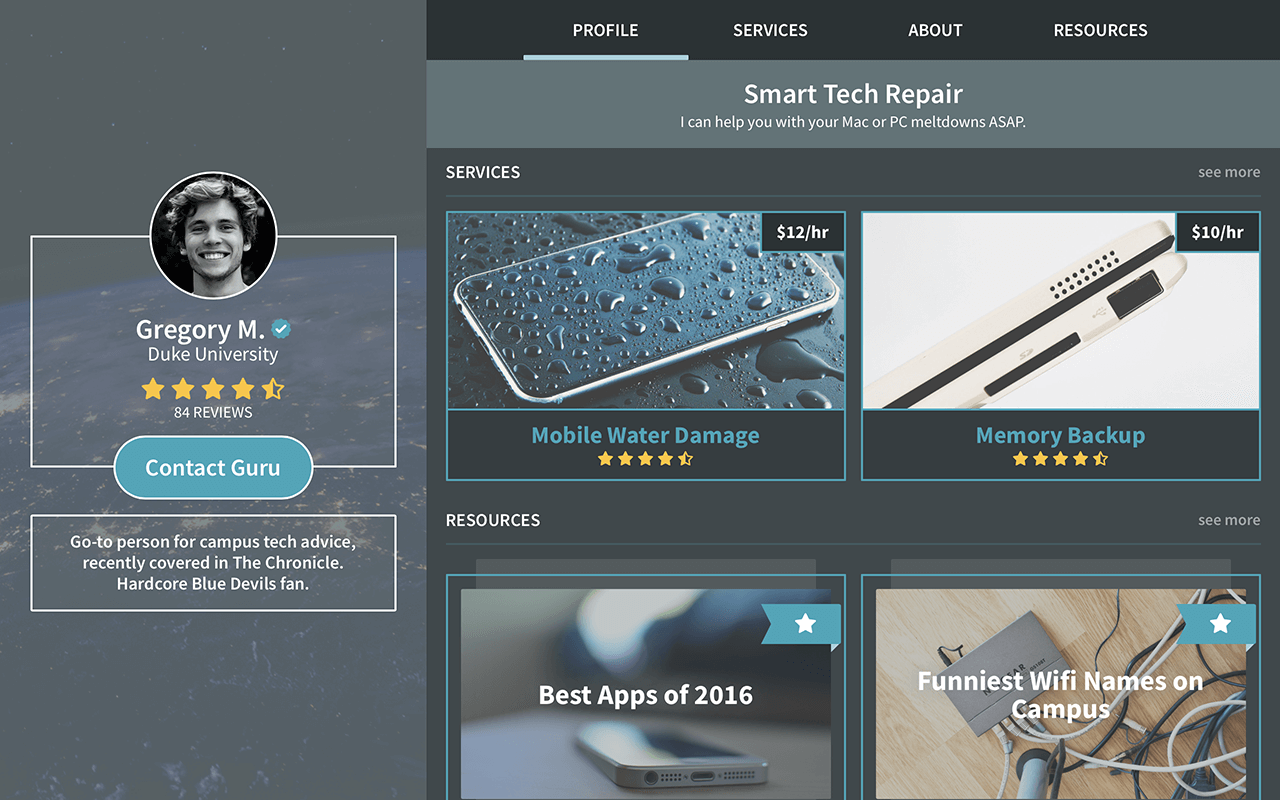 PROFILE
SERVICES
ABOUT
RESOURCES
Smart Tech Repair
I can help you with your Mac or PC meltdowns ASAP.
Gregory M.
Duke University
84 REVIEWS
Contact Guru
Go-to person for campus tech advice,
recently covered in The Chronicle.
Hardcore Blue Devils fan.
SERVICES
see more
$12/hr
Mobile Water Damage
$10/hr
Memory Backup
RESOURCES
see more
Best Apps of 2016
Funniest Wifi Names on
Campus